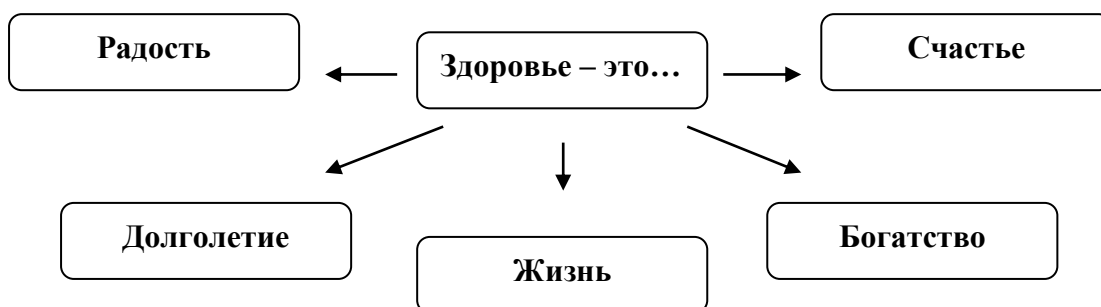 Радость
Здоровье – это…
Счастье
Долголетие
Жизнь
Богатство